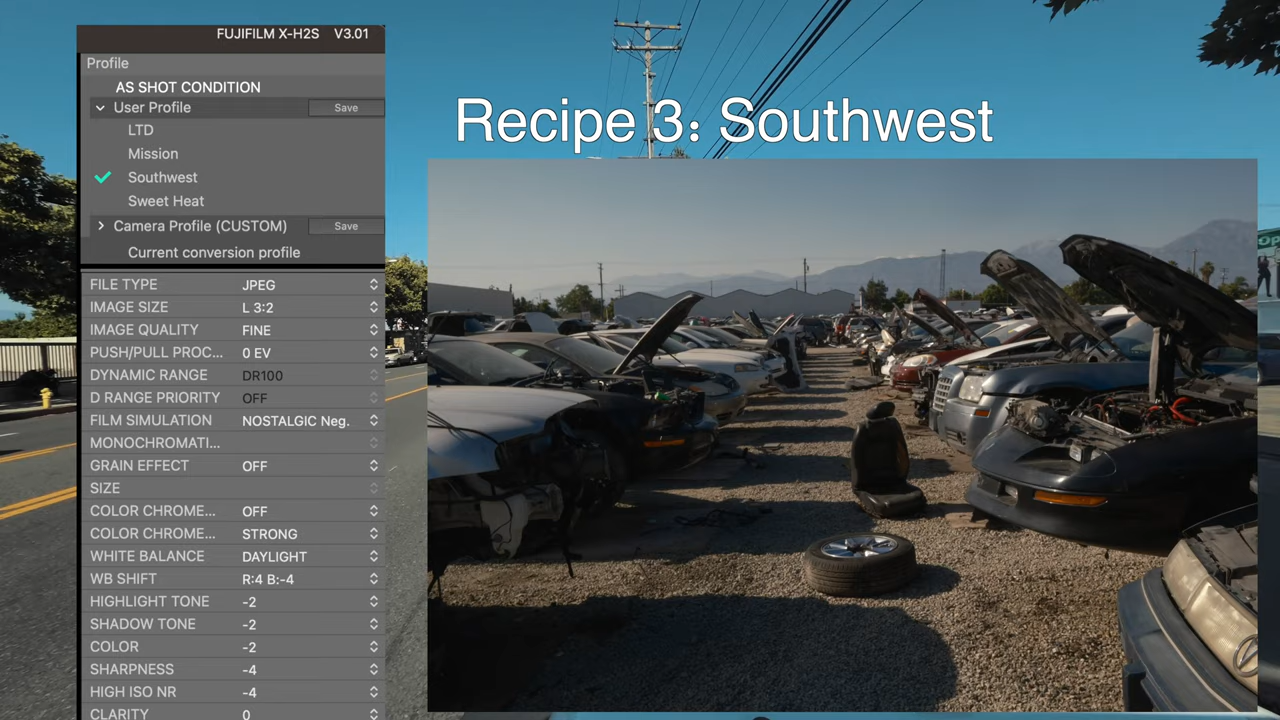 FUJIFILM X-H2S V3.01
Profile
AS SHOT CONDITION
User Profile Save
LTD
Mission
Southwest
Sweet Heat
Camera Profile (CUSTOM) Save
Current conversion profile
FILE TYPE JPEG
IMAGE SIZE L 3:2
IMAGE QUALITY FINE
PUSH/PULL PROC... 0 EV
DYNAMIC RANGE DR100
D RANGE PRIORITY OFF
FILM SIMULATION NOSTALGIC Neg.
MONOCHROMATI...
GRAIN EFFECT OFF
SIZE
COLOR CHROME... OFF
COLOR CHROME... STRONG
WHITE BALANCE DAYLIGHT
WB SHIFT R:4 B:-4
HIGHLIGHT TONE -2
SHADOW TONE -2
COLOR -2
SHARPNESS -4
HIGH ISO NR -4
CLARITY 0
Recipe 3: Southwest